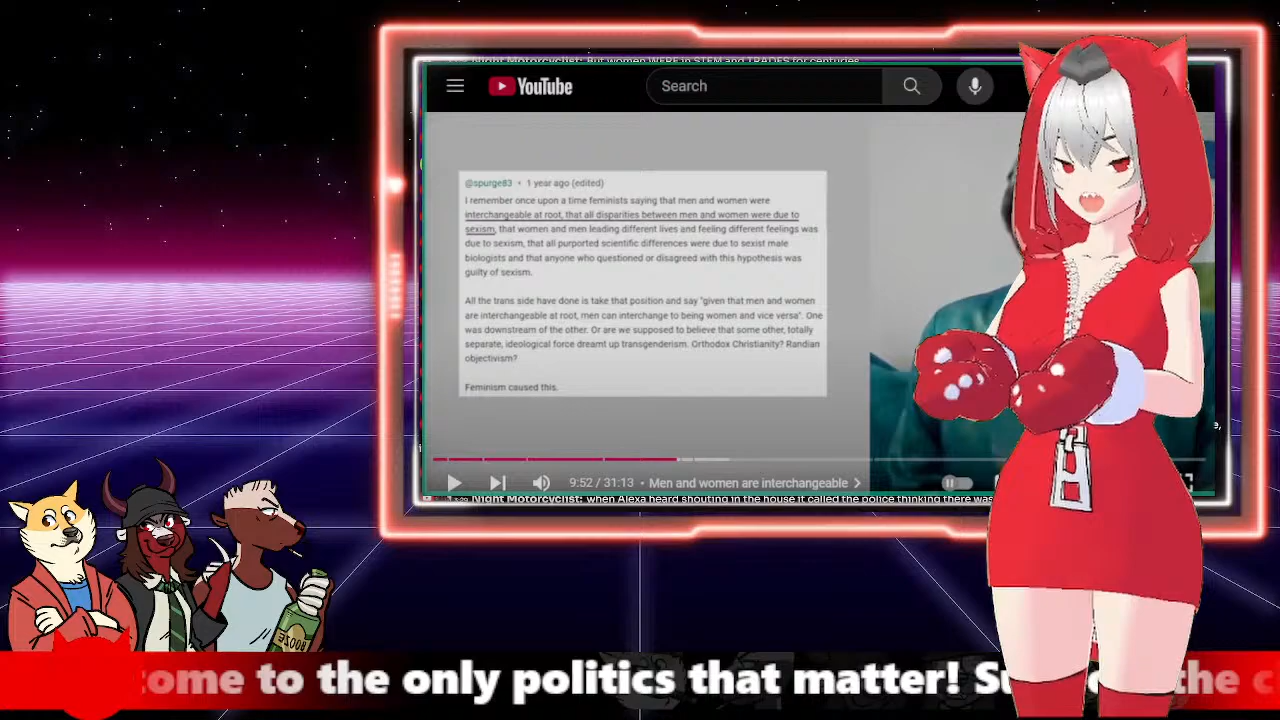 Night Motorcyclist: But women WERE in STEM and TRADES for centuries
YouTube
Search
@spurge83 • 1 year ago (edited)
I remember once upon a time feminists saying that men and women were
interchangeable at root, that all disparities between men and women were due to
sexism, that women and men leading different lives and feeling different feelings was
due to sexism, that all purported scientific differences were due to sexist male
biologists and that anyone who questioned or disagreed with this hypothesis was
guilty of sexism.
All the trans side have done is take that position and say "given that men and women
are interchangeable at root, men can interchange to being women and vice versa". One
was downstream of the other. Or are we supposed to believe that some other, totally
separate, ideological force dreamt up transgenderism. Orthodox Christianity? Randian
objectivism?
Feminism caused this.
9:52 / 31:13 • Men and women are interchangeable
Night Motorcyclist: when Alexa heard shouting in the house it called the police thinking there was
BOOZE
come to the only politics that matter! Su the c